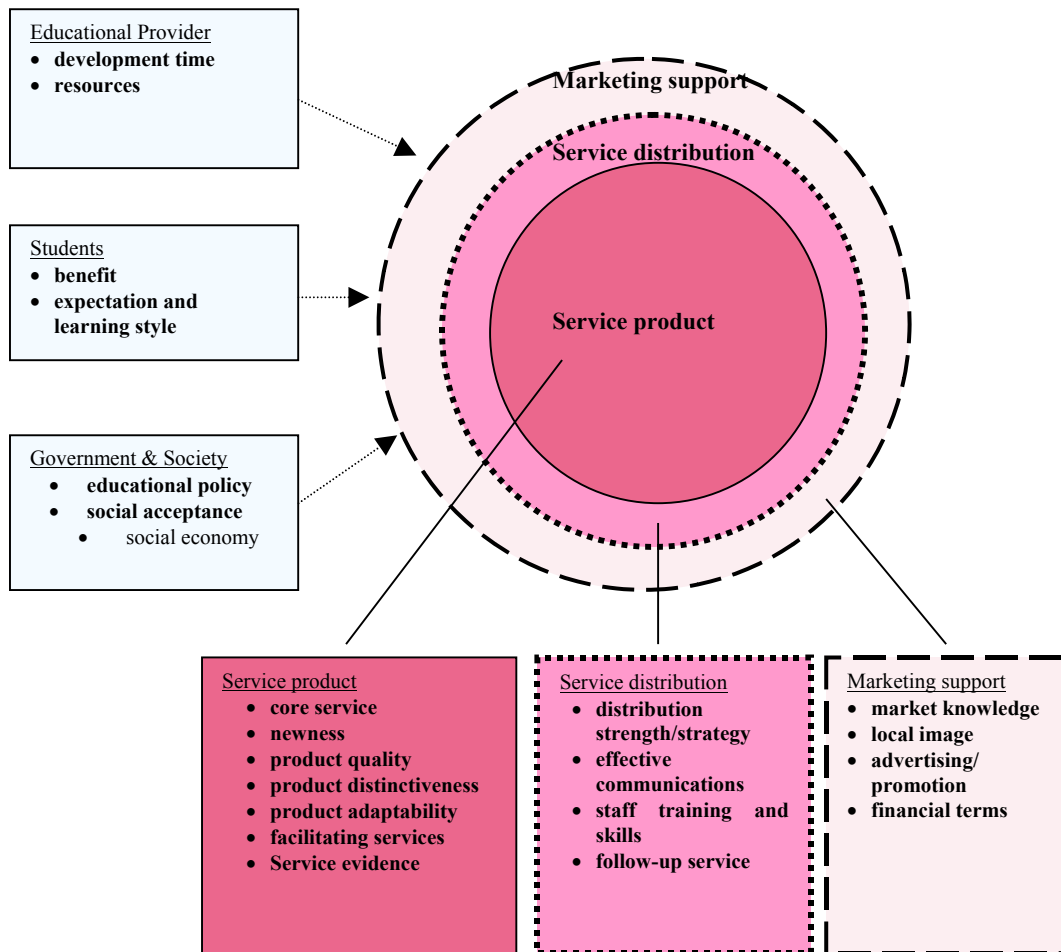 Educational Provider
• development time
• resources
Marketing support
Service distribution
Service product
Students
• benefit
• expectation and
learning style
Government & Society
• educational policy
• social acceptance
• social economy
Service product
• core service
• newness
• product quality
• product distinctiveness
• product adaptability
• facilitating services
• Service evidence
Service distribution
• distribution
strength/strategy
• effective
communications
• staff training and
skills
• follow-up service
Marketing support
• market knowledge
• local image
• advertising/
promotion
• financial terms